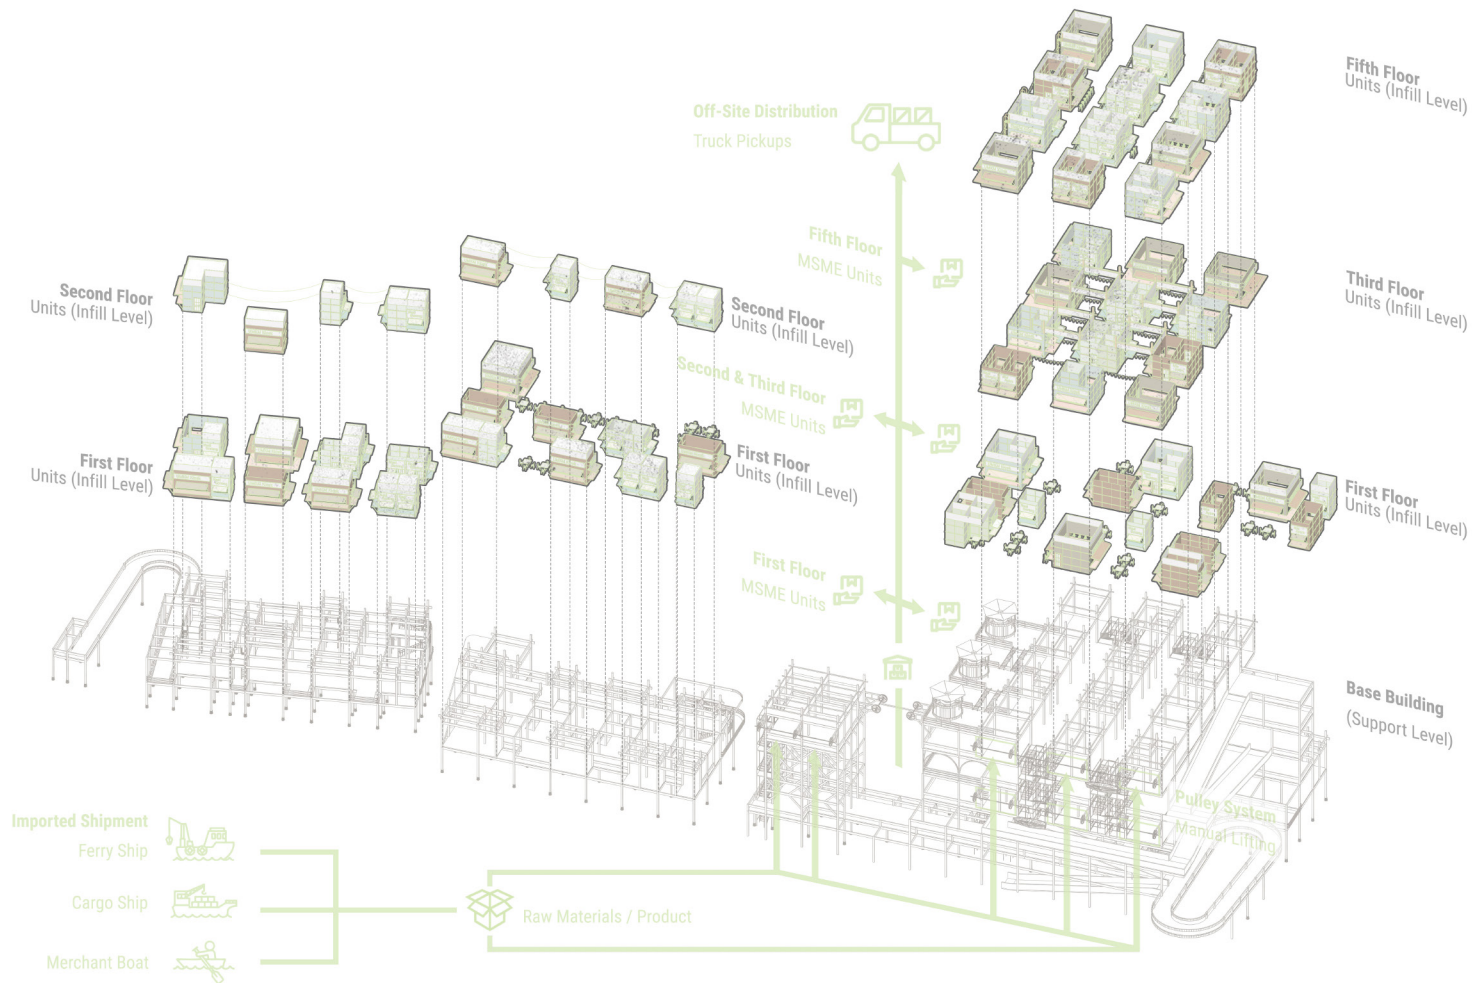 Fifth Floor
Units (Infill Level)
Off-Site Distribution
Truck Pickups
Fifth Floor
MSME Units
Third Floor
Units (Infill Level)
Second Floor
Units (Infill Level)
Second Floor
Units (Infill Level)
Second & Third Floor
MSME Units
First Floor
Units (Infill Level)
First Floor
Units (Infill Level)
First Floor
Units (Infill Level)
First Floor
MSME Units
Base Building
(Support Level)
Pulley System
Manual Lifting
Imported Shipment
Ferry Ship
Cargo Ship
Raw Materials / Product
Merchant Boat